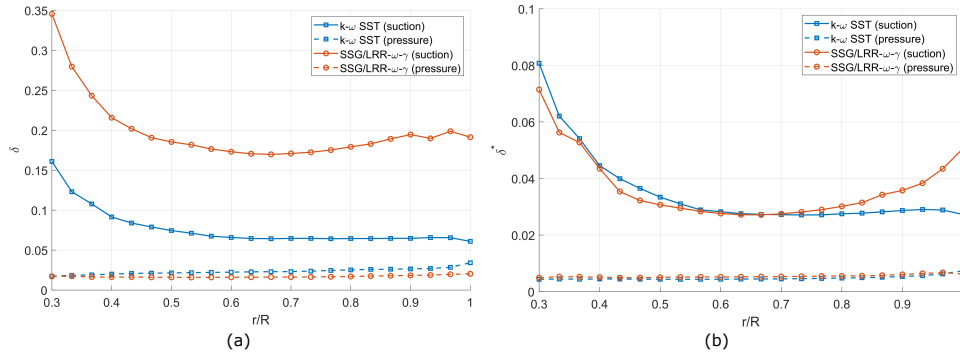 0.35
0.3
0.25
0.2
0.15
0.1
0.05
0
δ
k-ω SST (suction)
k-ω SST (pressure)
SSG/LRR-ω-γ (suction)
SSG/LRR-ω-γ (pressure)
0.3 0.4 0.5 0.6 0.7 0.8 0.9 1
r/R
(a)
0.1
0.08
0.06
0.04
0.02
0
δ*
k-ω SST (suction)
k-ω SST (pressure)
SSG/LRR-ω-γ (suction)
SSG/LRR-ω-γ (pressure)
0.3 0.4 0.5 0.6 0.7 0.8 0.9
r/R
(b)